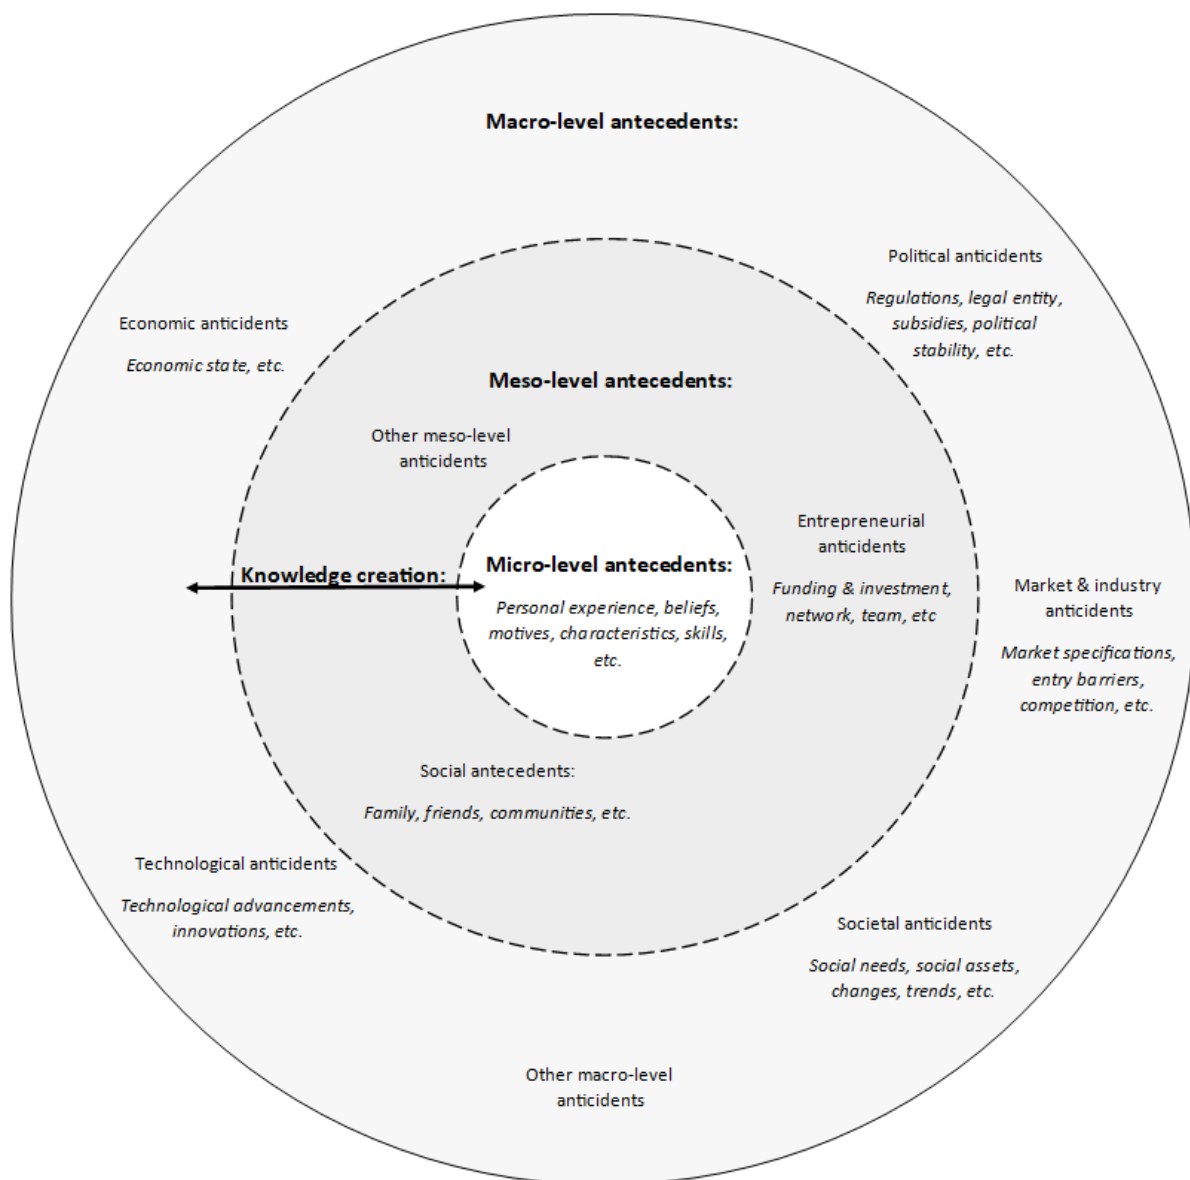 Macro-level antecedents:
Political anticidents
Regulations, legal entity,
subsidies, political
stability, etc.
Economic anticidents
Economic state, etc.
Meso-level antecedents:
Other meso-level
anticidents
Entrepreneurial
anticidents
Funding & investment,
network, team, etc
Knowledge creation:
Micro-level antecedents:
Personal experience, beliefs,
motives, characteristics, skills,
etc.
Market & industry
anticidents
Market specifications,
entry barriers,
competition, etc.
Social antecedents:
Family, friends, communities, etc.
Technological anticidents
Technological advancements,
innovations, etc.
Societal anticidents
Social needs, social assets,
changes, trends, etc.
Other macro-level
anticidents